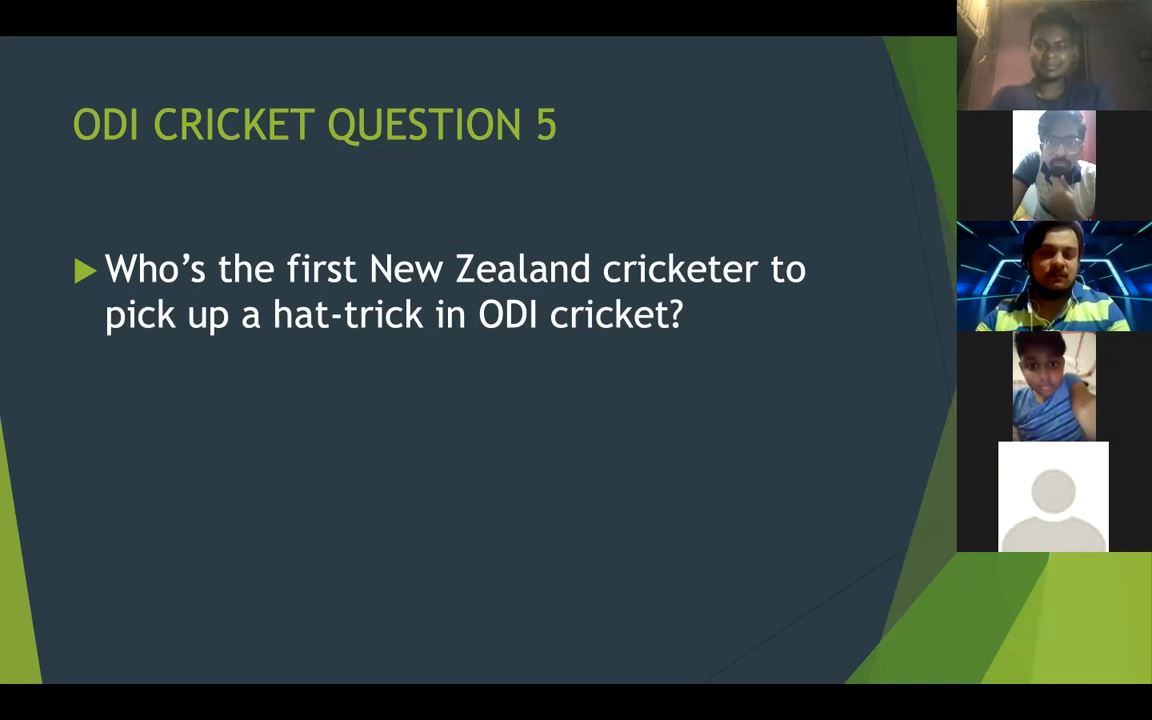 ODI CRICKET QUESTION 5
Who’s the first New Zealand cricketer to
pick up a hat-trick in ODI cricket?